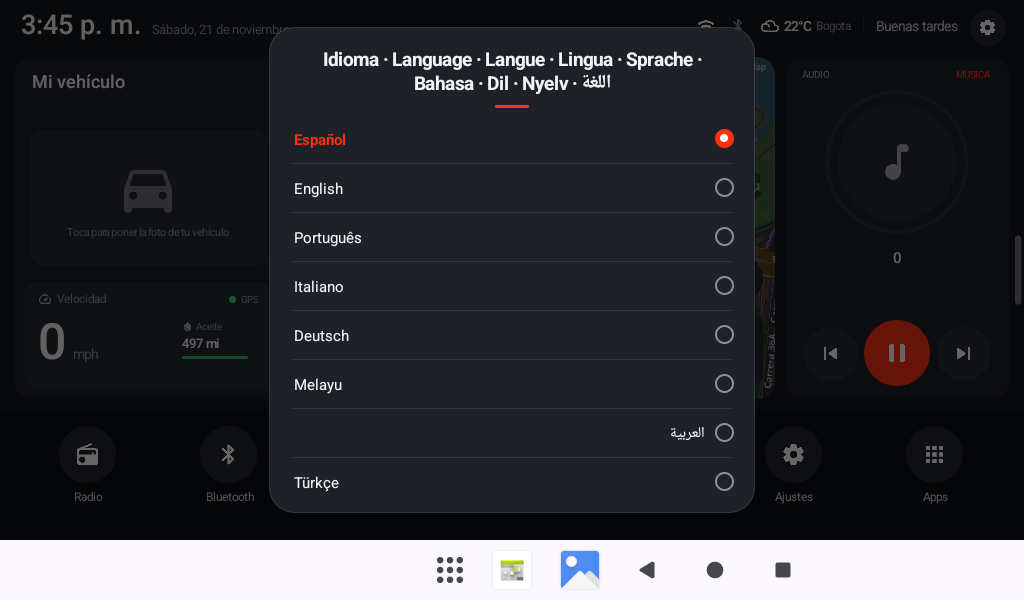 3:45 p. m.
Sábado, 21 de noviembre
22°C Bogota
Buenas tardes
Idioma · Language · Langue · Lingua · Sprache ·
Bahasa · Dil · Nyelv · اللغة
Mi vehículo
Toca para poner la foto de tu vehículo
Velocidad
GPS
0 mph
Aceite
497 mi
Español
English
Português
Italiano
Deutsch
Melayu
العربية
Türkçe
Carrera 36A
AUDIO
MÚSICA
0
Radio
Bluetooth
Ajustes
Apps